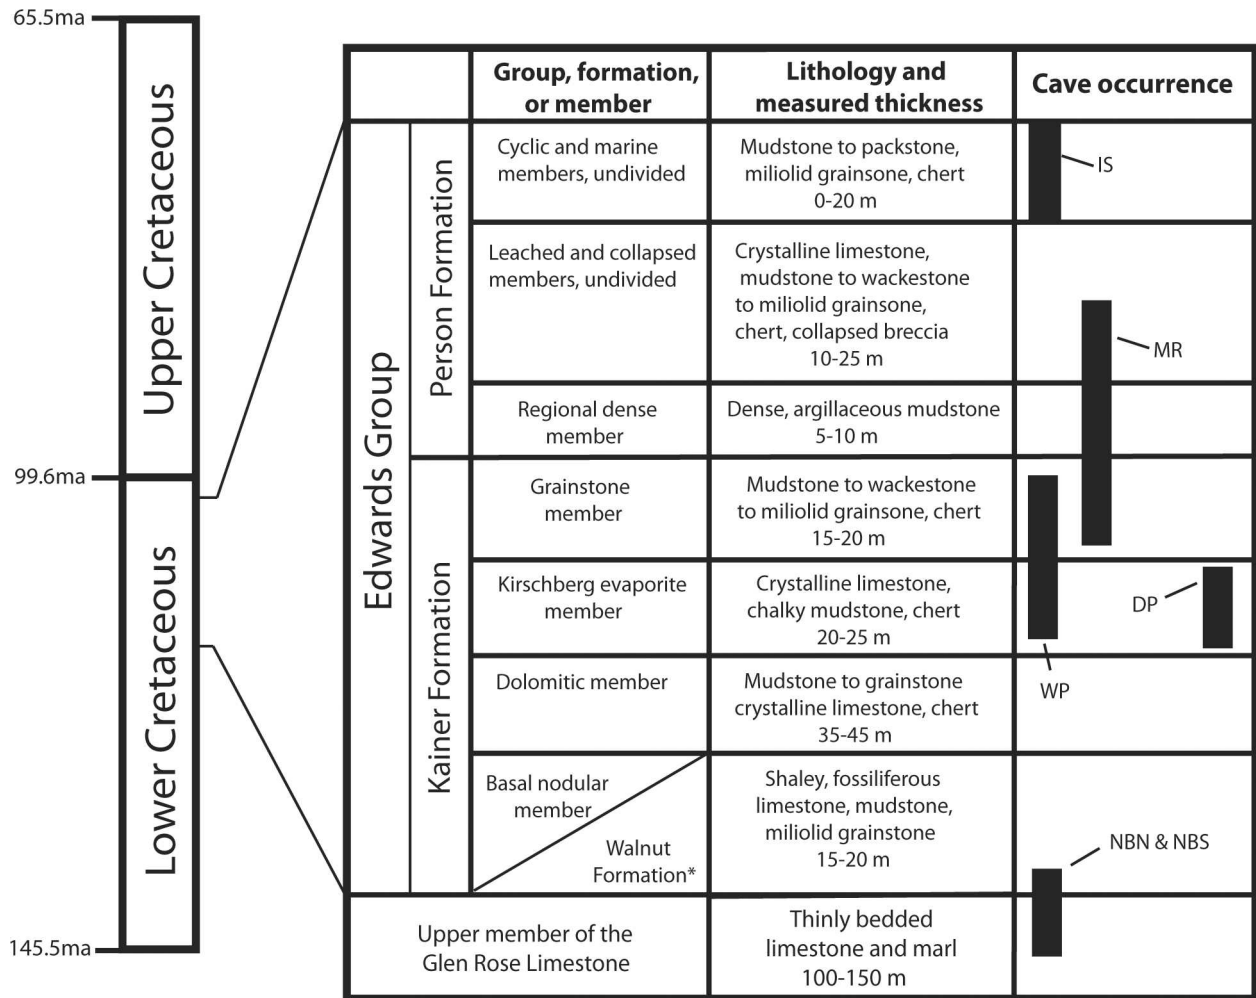 65.5ma
Upper Cretaceous
99.6ma
Lower Cretaceous
145.5ma
Group, formation,
or member
Lithology and
measured thickness
Cave occurrence
Edwards Group
Person Formation
Cyclic and marine
members, undivided
Mudstone to packstone,
miliolid grainsone, chert
0-20 m
IS
Leached and collapsed
members, undivided
Crystalline limestone,
mudstone to wackestone
to miliolid grainsone,
chert, collapsed breccia
10-25 m
MR
Regional dense
member
Dense, argillaceous mudstone
5-10 m
Kainer Formation
Grainstone
member
Mudstone to wackestone
to miliolid grainsone, chert
15-20 m
Kirschberg evaporite
member
Crystalline limestone,
chalky mudstone, chert
20-25 m
DP
WP
Dolomitic member
Mudstone to grainstone
crystalline limestone, chert
35-45 m
Basal nodular
member
Walnut
Formation*
Shaley, fossiliferous
limestone, mudstone,
miliolid grainstone
15-20 m
NBN & NBS
Upper member of the
Glen Rose Limestone
Thinly bedded
limestone and marl
100-150 m